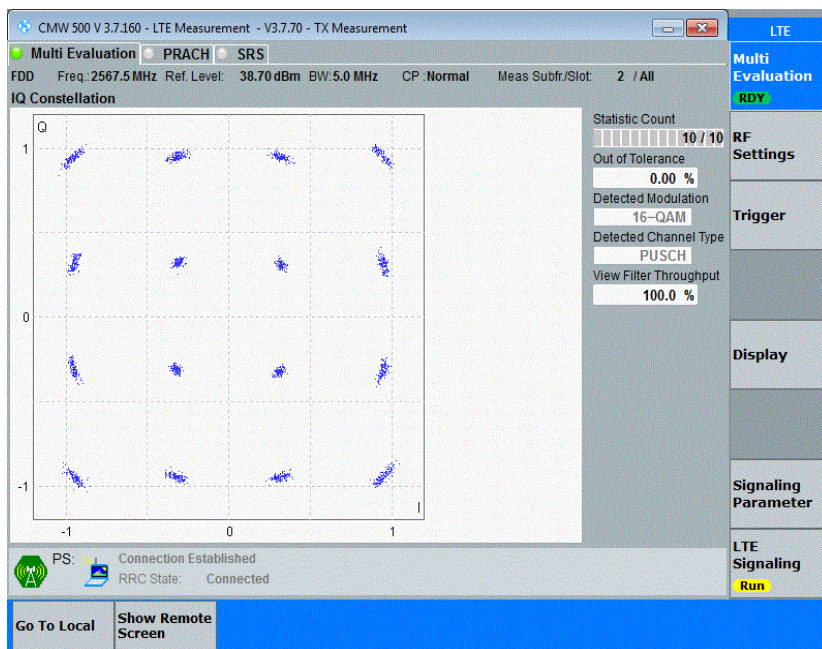 CMW 500 V 3.7.160 - LTE Measurement - V3.7.70 - TX Measurement
LTE
Multi Evaluation PRACH SRS
Multi
Evaluation
RDY
FDD Freq.: 2567.5 MHz Ref. Level: 38.70 dBm BW: 5.0 MHz CP : Normal Meas Subfr./Slot: 2 / All
IQ Constellation
Q
1
0
-1
I
-1 0 1
Statistic Count
10 / 10
Out of Tolerance
0.00 %
Detected Modulation
16-QAM
Detected Channel Type
PUSCH
View Filter Throughput
100.0 %
RF
Settings
Trigger
Display
Signaling
Parameter
LTE
Signaling
Run
PS: Connection Established
RRC State: Connected
Go To Local
Show Remote
Screen